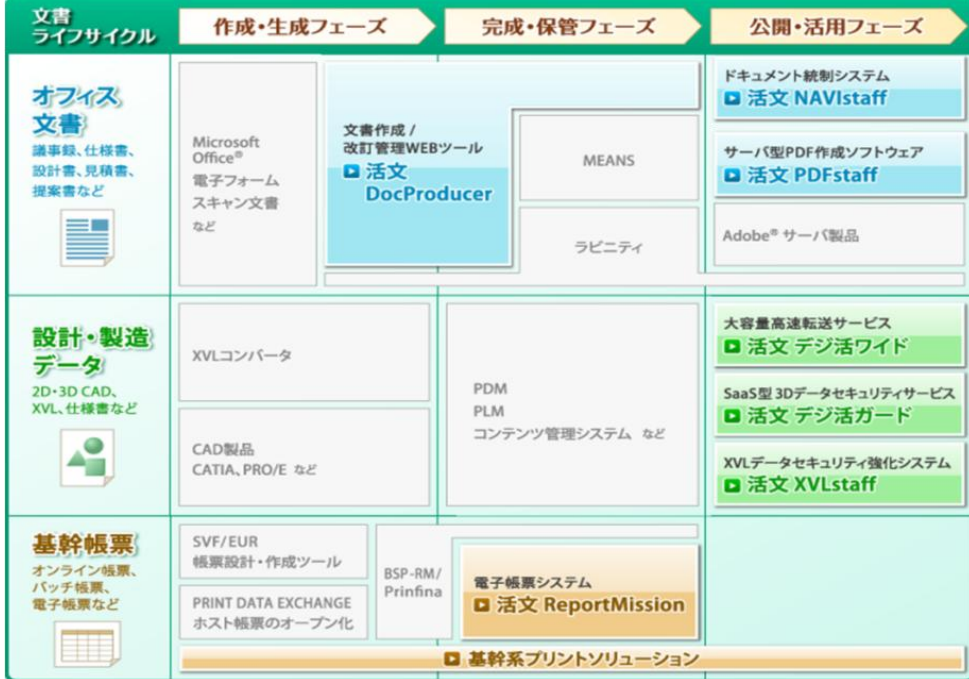 文書
ライフサイクル
作成・生成フェーズ
完成・保管フェーズ
公開・活用フェーズ
オフィス
文書
議事録、仕様書、
設計書、見積書、
提案書など
Microsoft
Office®
電子フォーム
スキャン文書
など
文書作成 /
改訂管理WEBツール
活文
DocProducer
MEANS
ラビニティ
ドキュメント統制システム
活文 NAVIstaff
サーバ型PDF作成ソフトウェア
活文 PDFstaff
Adobe® サーバ製品
設計・製造
データ
2D・3D CAD、
XVL、仕様書など
XVLコンバータ
CAD製品
CATIA、PRO/E など
PDM
PLM
コンテンツ管理システム など
大容量高速転送サービス
活文 デジ活ワイド
SaaS型 3Dデータセキュリティサービス
活文 デジ活ガード
XVLデータセキュリティ強化システム
活文 XVLstaff
基幹帳票
オンライン帳票、
バッチ帳票、
電子帳票など
SVF/EUR
帳票設計・作成ツール
PRINT DATA EXCHANGE
ホスト帳票のオープン化
BSP-RM/
Prinfina
電子帳票システム
活文 ReportMission
基幹系プリントソリューション